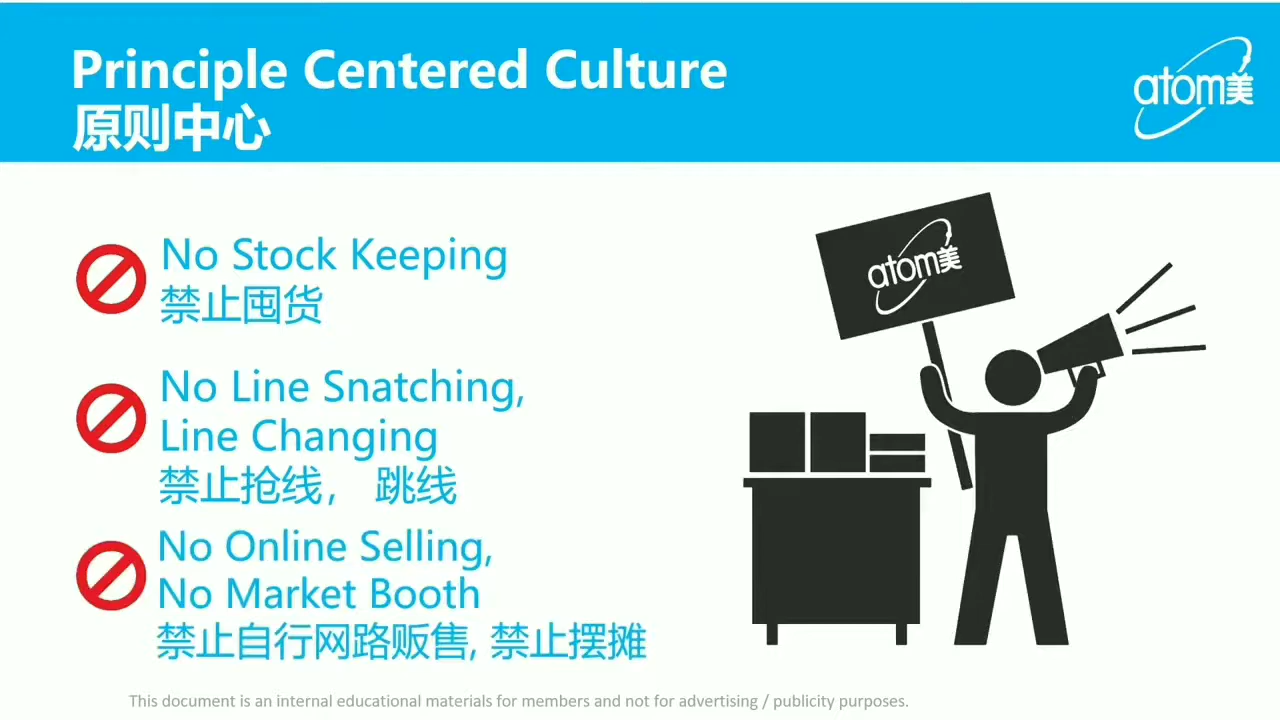 Principle Centered Culture
原则中心
atom美
No Stock Keeping
禁止囤货
No Line Snatching,
Line Changing
禁止抢线， 跳线
No Online Selling,
No Market Booth
禁止自行网路贩售, 禁止摆摊
atom美
This document is an internal educational materials for members and not for advertising / publicity purposes.